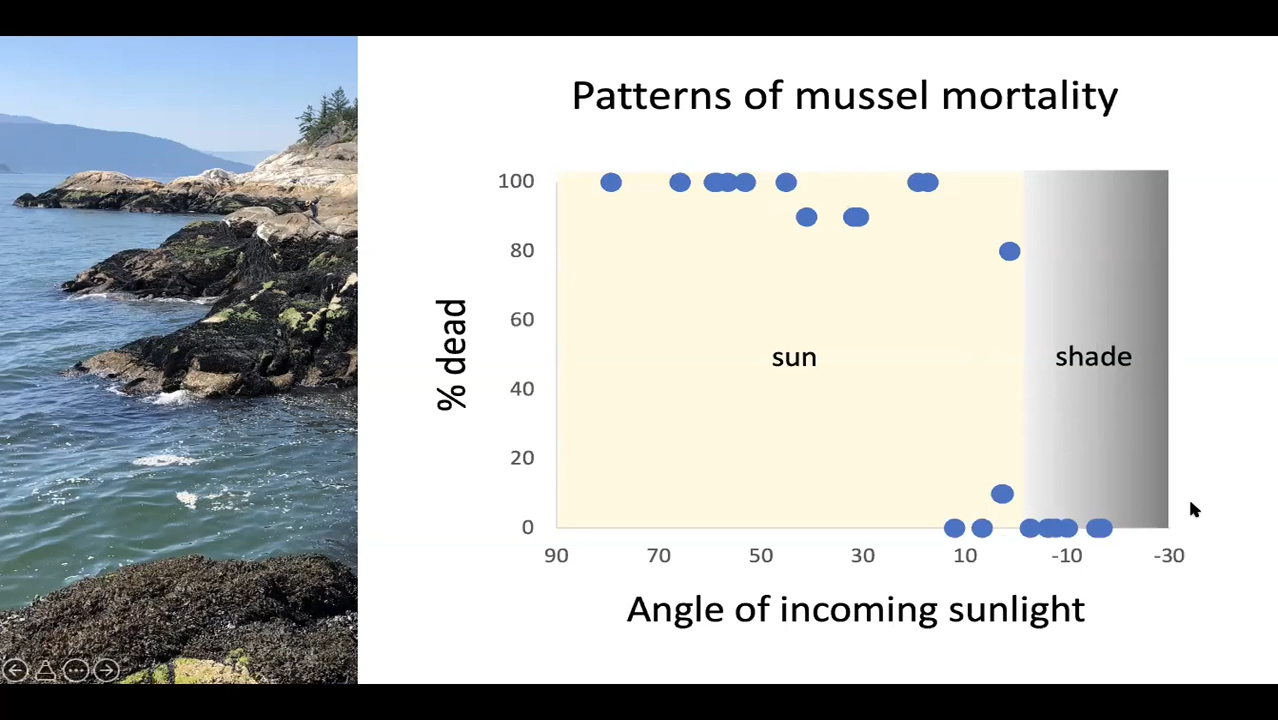 Patterns of mussel mortality
100
80
60
40
20
0
% dead
sun
shade
90 70 50 30 10 -10 -30
Angle of incoming sunlight